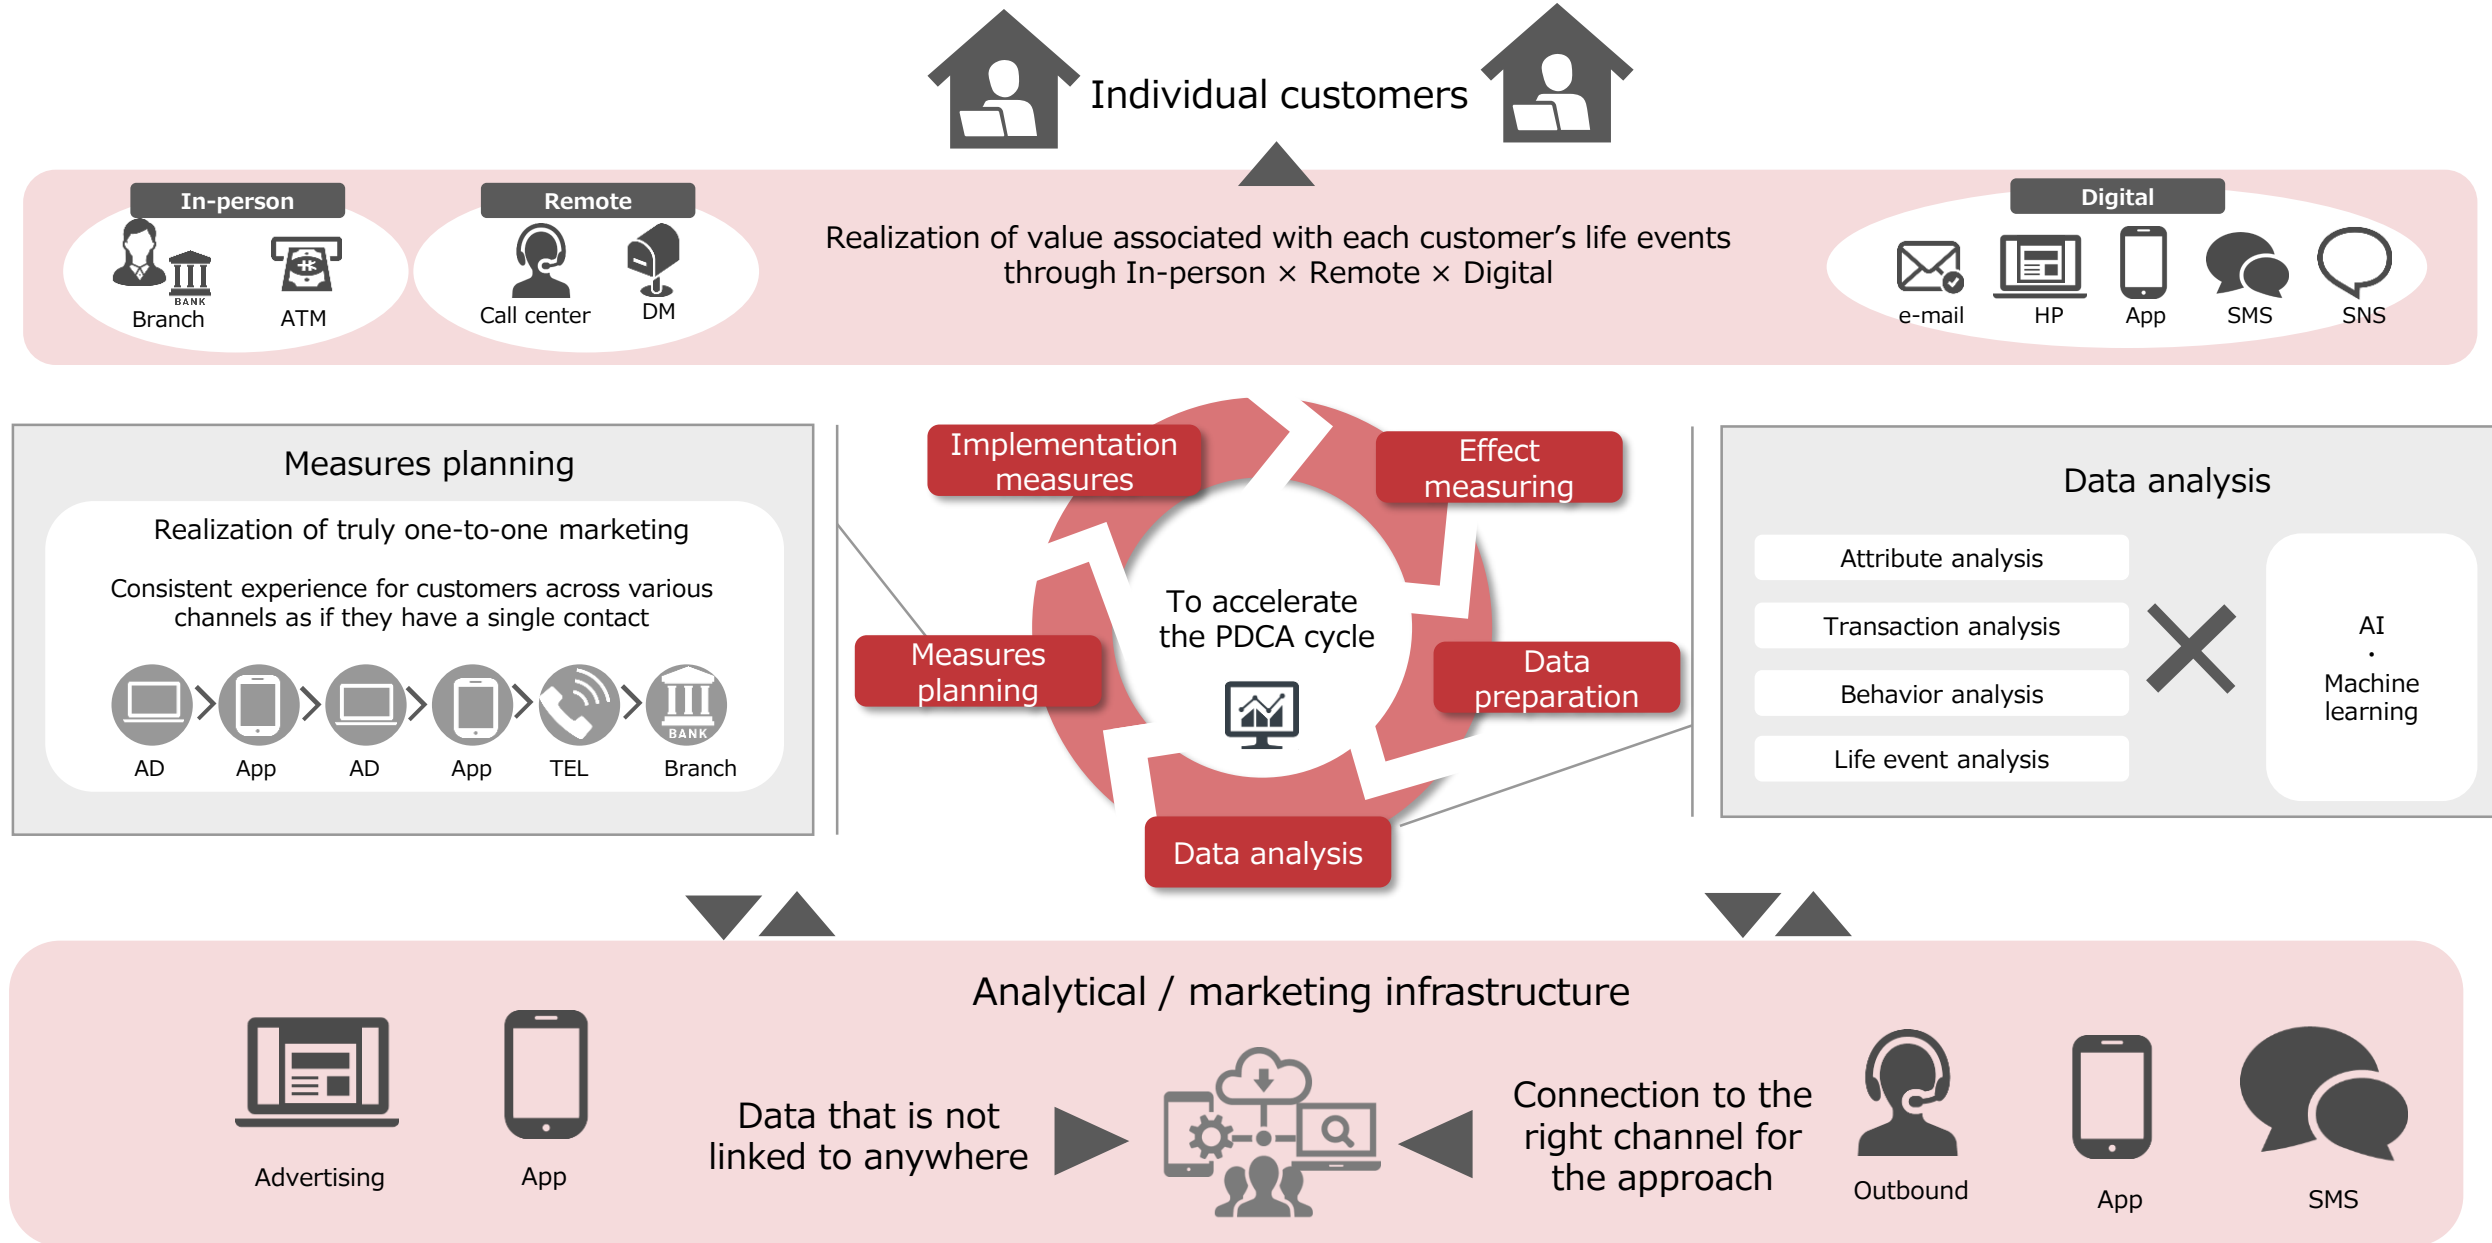 Individual customers
In-person
BANK
Branch
ATM
Remote
Call center
DM
Realization of value associated with each customer’s life events
through In-person × Remote × Digital
Digital
e-mail
HP
App
SMS
SNS
Measures planning
Realization of truly one-to-one marketing
Consistent experience for customers across various
channels as if they have a single contact
BANK
AD
App
AD
App
TEL
Branch
Implementation
measures
Effect
measuring
Measures
planning
To accelerate
the PDCA cycle
Data
preparation
Data analysis
Data analysis
Attribute analysis
Transaction analysis
Behavior analysis
Life event analysis
AI
・
Machine
learning
Analytical / marketing infrastructure
Advertising
App
Data that is not
linked to anywhere
Connection to the
right channel for
the approach
Outbound
App
SMS